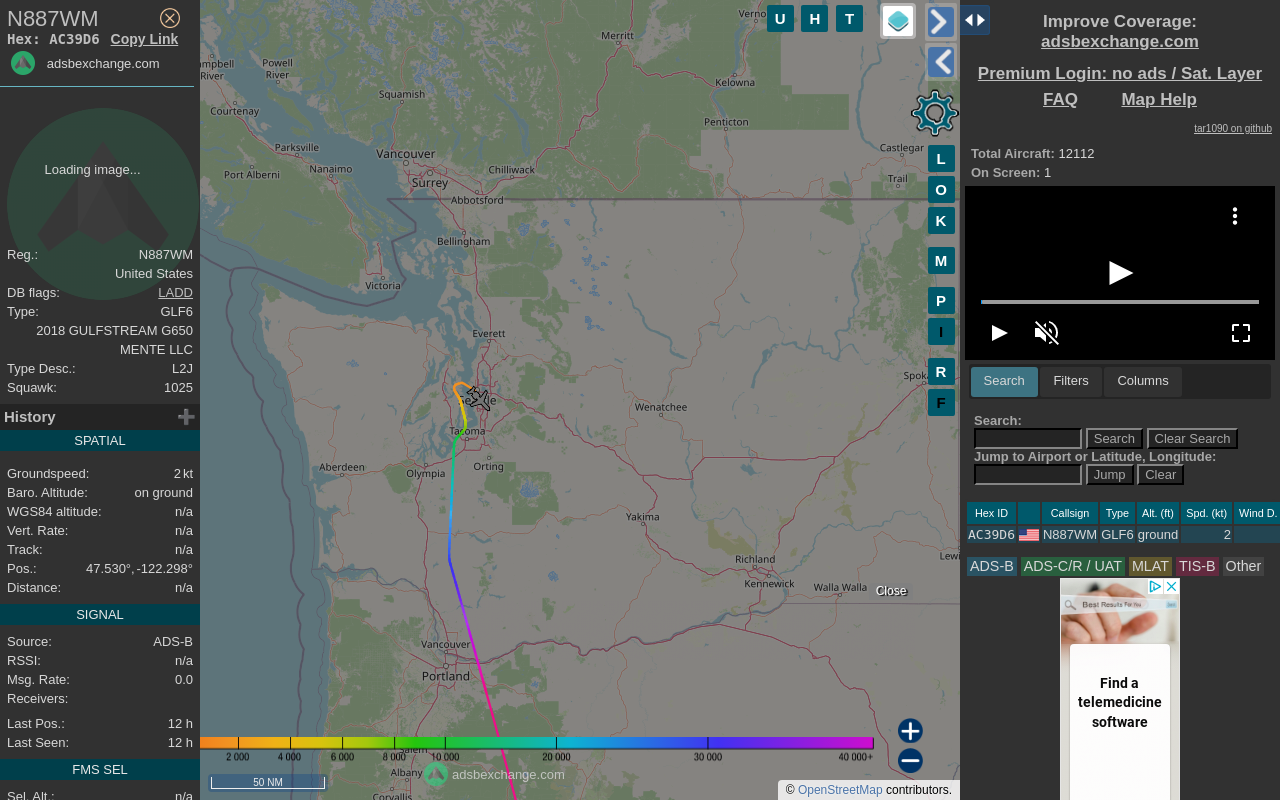 N887WM
Hex: AC39D6 Copy Link
adsbexchange.com
Loading image...
Reg.: N887WM
United States
DB flags: LADD
Type: GLF6
2018 GULFSTREAM G650
MENTE LLC
Type Desc.: L2J
Squawk: 1025
History
SPATIAL
Groundspeed: 2 kt
Baro. Altitude: on ground
WGS84 altitude: n/a
Vert. Rate: n/a
Track: n/a
Pos.: 47.530°, -122.298°
Distance: n/a
SIGNAL
Source: ADS-B
RSSI: n/a
Msg. Rate: 0.0
Receivers:
Last Pos.: 12 h
Last Seen: 12 h
FMS SEL
Sel. Alt.: n/a
U H T
L
O
K
M
P
I
R
F
Merritt
Powell
River
River
Squamish
Kelowna
Courtenay
Penticton
Parksville
Vancouver
Castlegar
Nanaimo
Chilliwack
Port Alberni
Surrey
Trail
Abbotsford
Bellingham
Victoria
Everett
Wenatchee
Tacoma
Aberdeen
Orting
Olympia
Yakima
Richland
Kennewick
Walla Walla
Close
Vancouver
Portland
Salem
2 000 4 000 6 000 8 000 10 000 20 000 30 000 40 000+
Albany
adsbexchange.com
50 NM
Corvallis
© OpenStreetMap contributors.
Improve Coverage:
adsbexchange.com
Premium Login: no ads / Sat. Layer
FAQ Map Help
tar1090 on github
Total Aircraft: 12112
On Screen: 1
Search Filters Columns
Search:
Search Clear Search
Jump to Airport or Latitude, Longitude:
Jump Clear
Hex ID Callsign Type Alt. (ft) Spd. (kt) Wind D.
AC39D6 N887WM GLF6 ground 2
ADS-B ADS-C/R / UAT MLAT TIS-B Other
Best Results For You
Find a
telemedicine
software